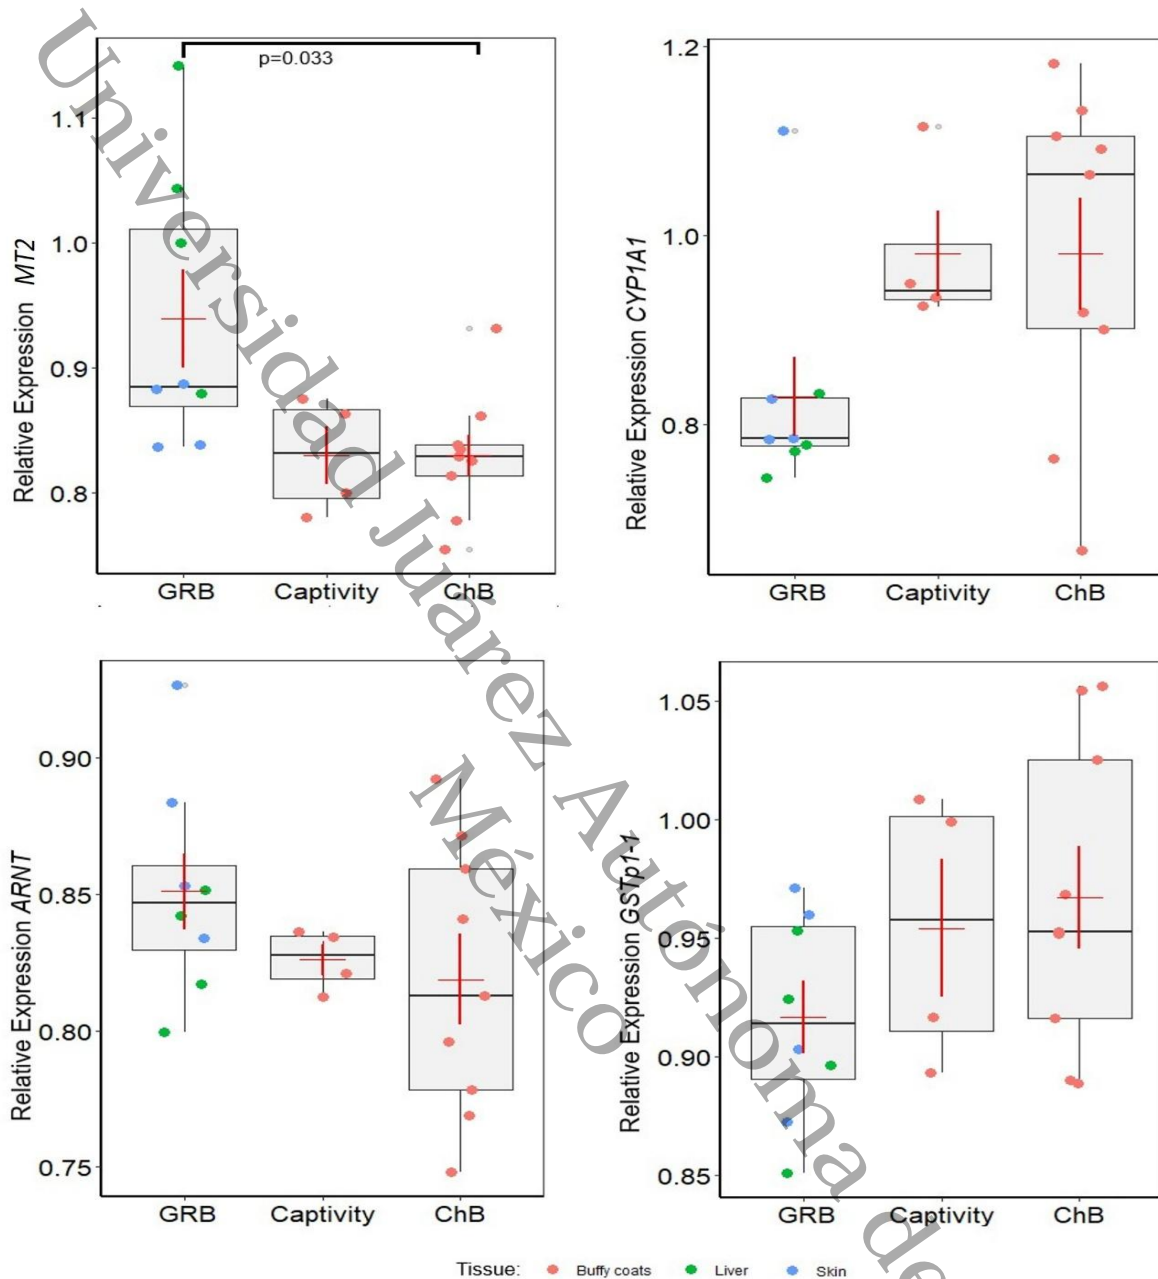 p=0.033
Relative Expression MT2
1.1
1.0
0.9
0.8
GRB Captivity ChB
Relative Expression CYP1A1
1.2
1.0
0.8
GRB Captivity ChB
Relative Expression ARNT
0.90
0.85
0.80
0.75
GRB Captivity ChB
Relative Expression GSTp1-1
1.05
1.00
0.95
0.90
0.85
GRB Captivity ChB
Tissue: Buffy coats Liver Skin
Universidad Juárez Autónoma de
México